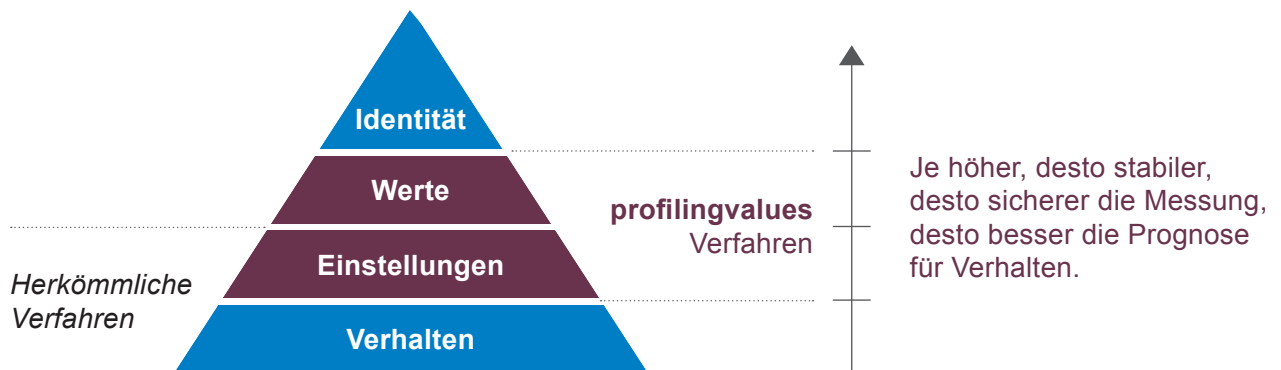 Identität
Werte
Einstellungen
Verhalten
Herkömmliche
Verfahren
profilingvalues
Verfahren
Je höher, desto stabiler,
desto sicherer die Messung,
desto besser die Prognose
für Verhalten.